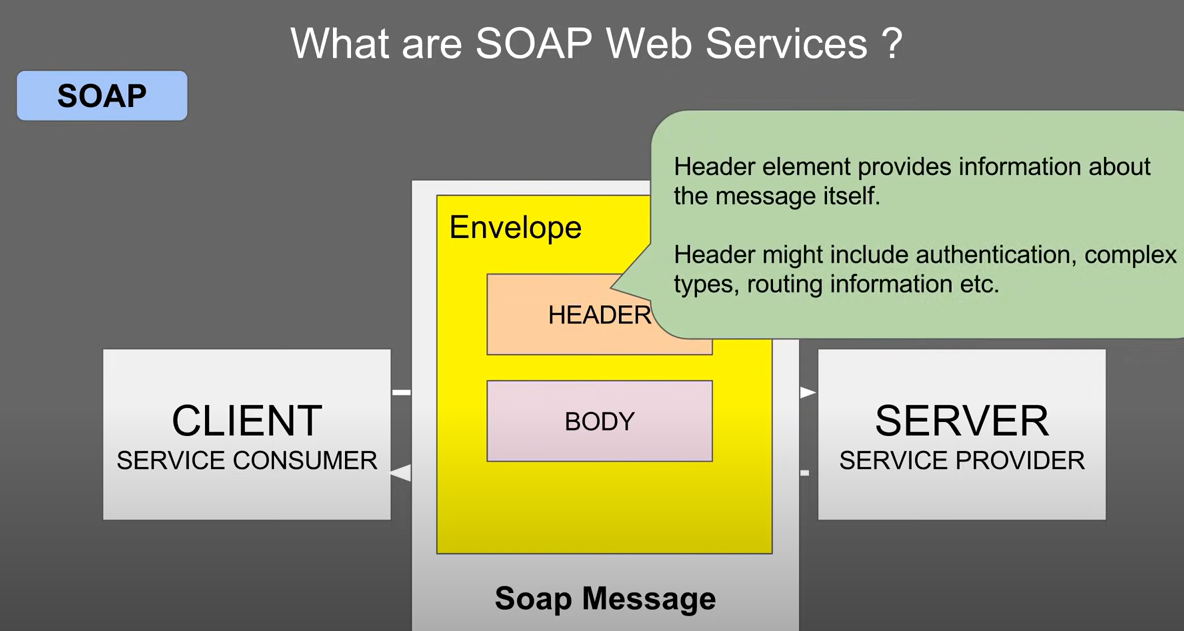 What are SOAP Web Services ?
SOAP
Header element provides information about
the message itself.
Header might include authentication, complex
types, routing information etc.
Envelope
HEADER
BODY
CLIENT
SERVICE CONSUMER
SERVER
SERVICE PROVIDER
Soap Message